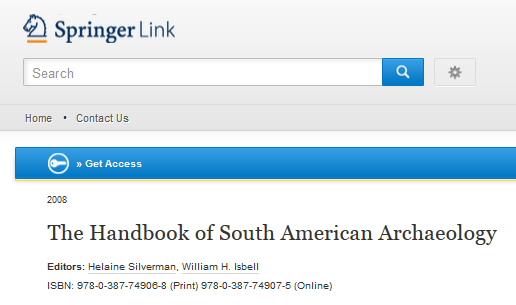 Springer Link
Search
Home • Contact Us
» Get Access
2008
The Handbook of South American Archaeology
Editors: Helaine Silverman, William H. Isbell
ISBN: 978-0-387-74906-8 (Print) 978-0-387-74907-5 (Online)